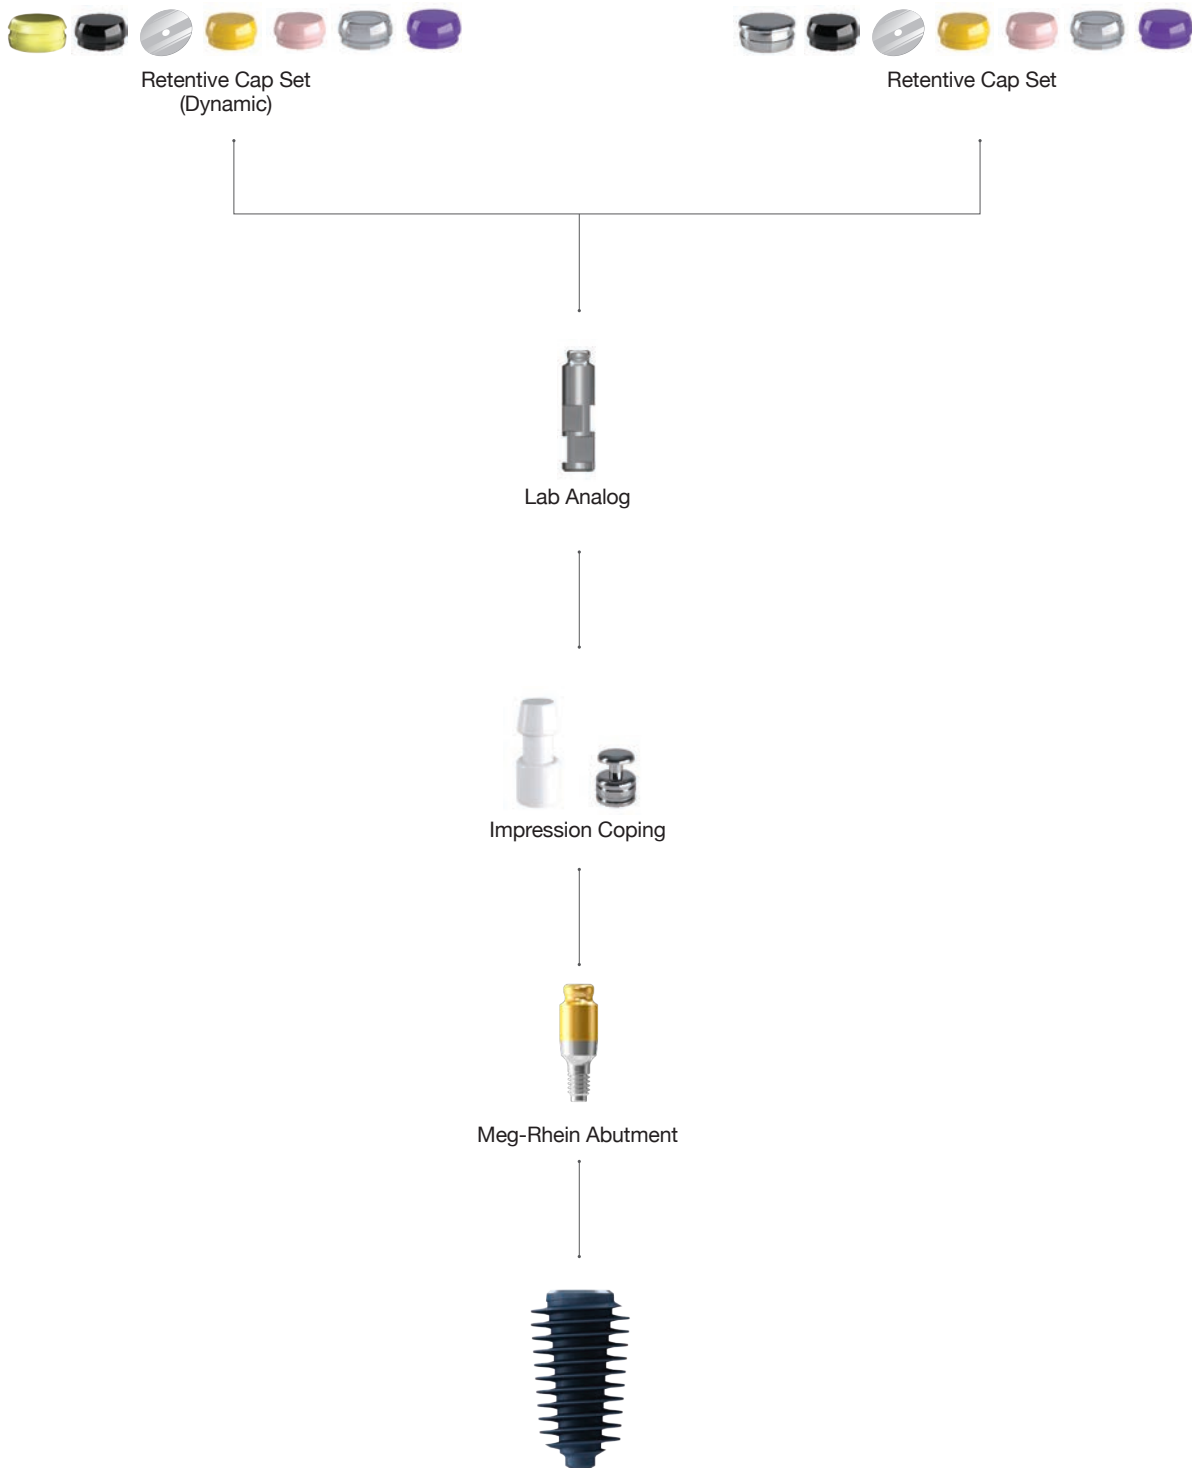 Retentive Cap Set
(Dynamic)
Retentive Cap Set
Lab Analog
Impression Coping
Meg-Rhein Abutment